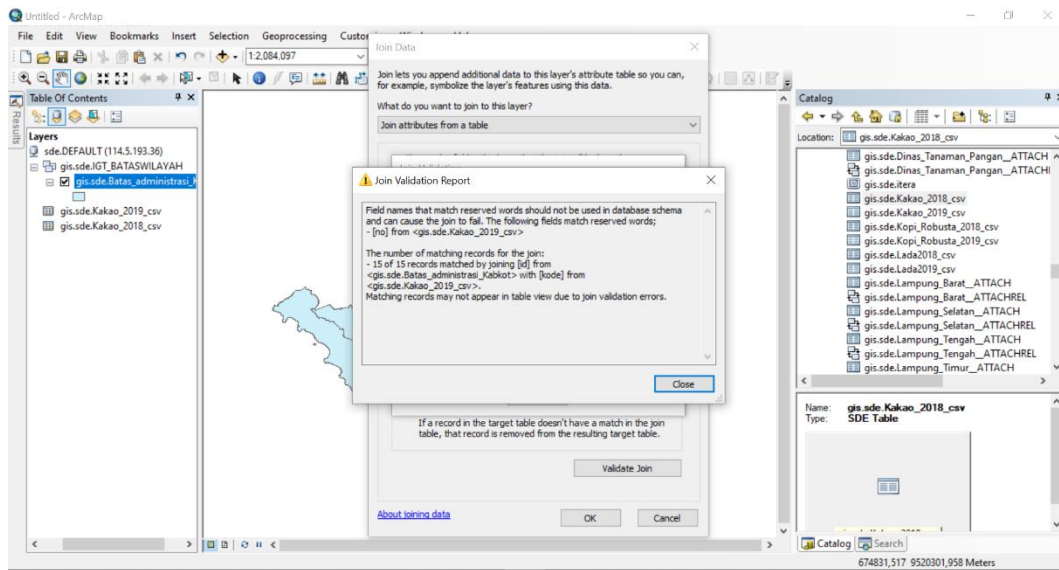 Untitled - ArcMap
File Edit View Bookmarks Insert Selection Geoprocessing
1:2,084,097
Table Of Contents
Layers
sde.DEFAULT (114.5.193.36)
gis.sde.IGT_BATASWILAYAH
gis.sde.Batas_administrasi_K
gis.sde.Kakao_2019_csv
gis.sde.Kakao_2018_csv
Results
Join Data
Join lets you append additional data to this layer's attribute table so you can,
for example, symbolize the layer's features using this data.
What do you want to join to this layer?
Join attributes from a table
Join Validation Report
Field names that match reserved words should not be used in database schema
and can cause the join to fail. The following fields match reserved words;
- [no] from <gis.sde.Kakao_2019_csv>
The number of matching records for the join:
- 15 of 15 records matched by joining [id] from
<gis.sde.Batas_administrasi_Kabkot> with [kode] from
<gis.sde.Kakao_2019_csv>.
Matching records may not appear in table view due to join validation errors.
Close
If a record in the target table doesn't have a match in the join
table, that record is removed from the resulting target table.
Validate Join
About joining data
OK Cancel
Catalog
Location: gis.sde.Kakao_2018_csv
gis.sde.Dinas_Tanaman_Pangan__ATTACH
gis.sde.Dinas_Tanaman_Pangan__ATTACHI
gis.sde.itera
gis.sde.Kakao_2018_csv
gis.sde.Kakao_2019_csv
gis.sde.Kopi_Robusta_2018_csv
gis.sde.Kopi_Robusta_2019_csv
gis.sde.Lada2018_csv
gis.sde.Lada2019_csv
gis.sde.Lampung_Barat__ATTACH
gis.sde.Lampung_Barat__ATTACHREL
gis.sde.Lampung_Selatan__ATTACH
gis.sde.Lampung_Selatan__ATTACHREL
gis.sde.Lampung_Tengah__ATTACH
gis.sde.Lampung_Tengah__ATTACHREL
gis.sde.Lampung_Timur__ATTACH
Name: gis.sde.Kakao_2018_csv
Type: SDE Table
Catalog Search
674831,517 9520301,958 Meters